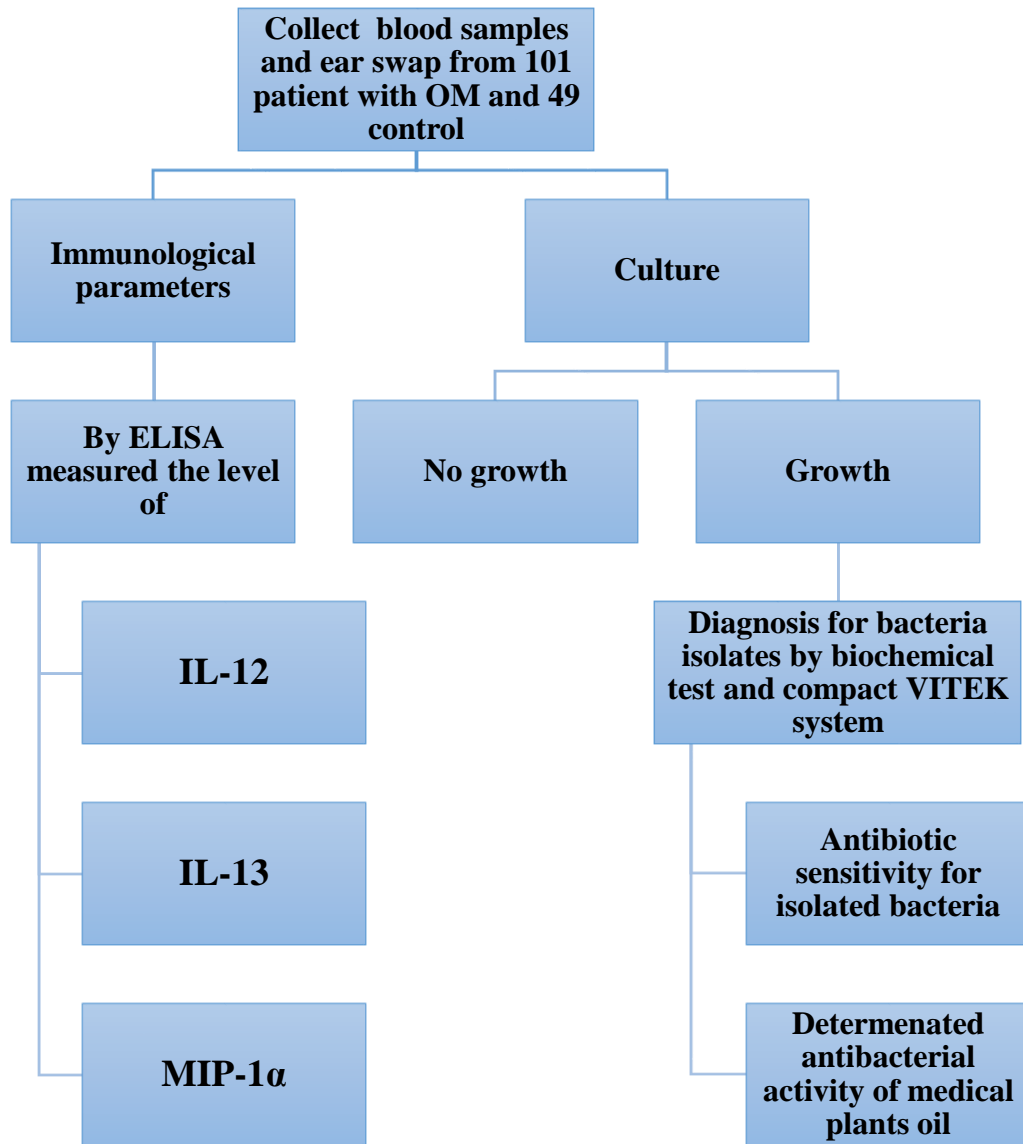 Collect blood samples
and ear swap from 101
patient with OM and 49
control
Immunological
parameters
Culture
By ELISA
measured the level
of
No growth
Growth
IL-12
IL-13
MIP-1α
Diagnosis for bacteria
isolates by biochemical
test and compact VITEK
system
Antibiotic
sensitivity for
isolated bacteria
Determenated
antibacterial
activity of medical
plants oil